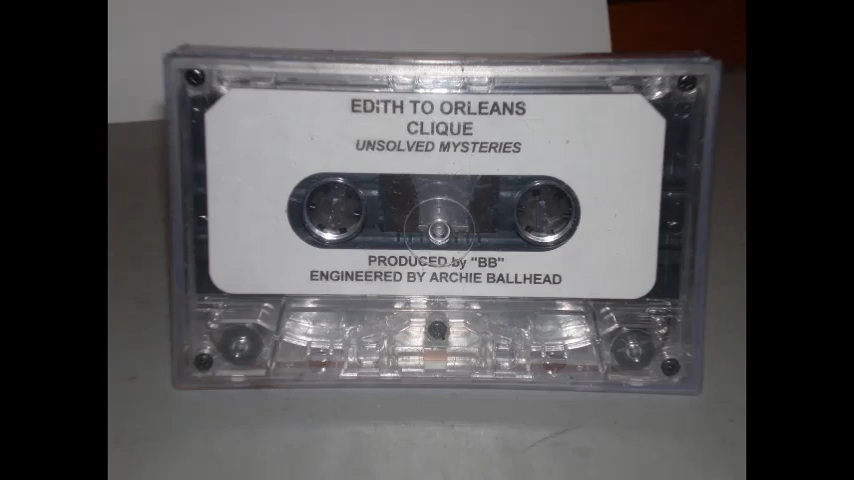 EDITH TO ORLEANS
CLIQUE
UNSOLVED MYSTERIES
PRODUCED by "BB"
ENGINEERED BY ARCHIE BALLHEAD